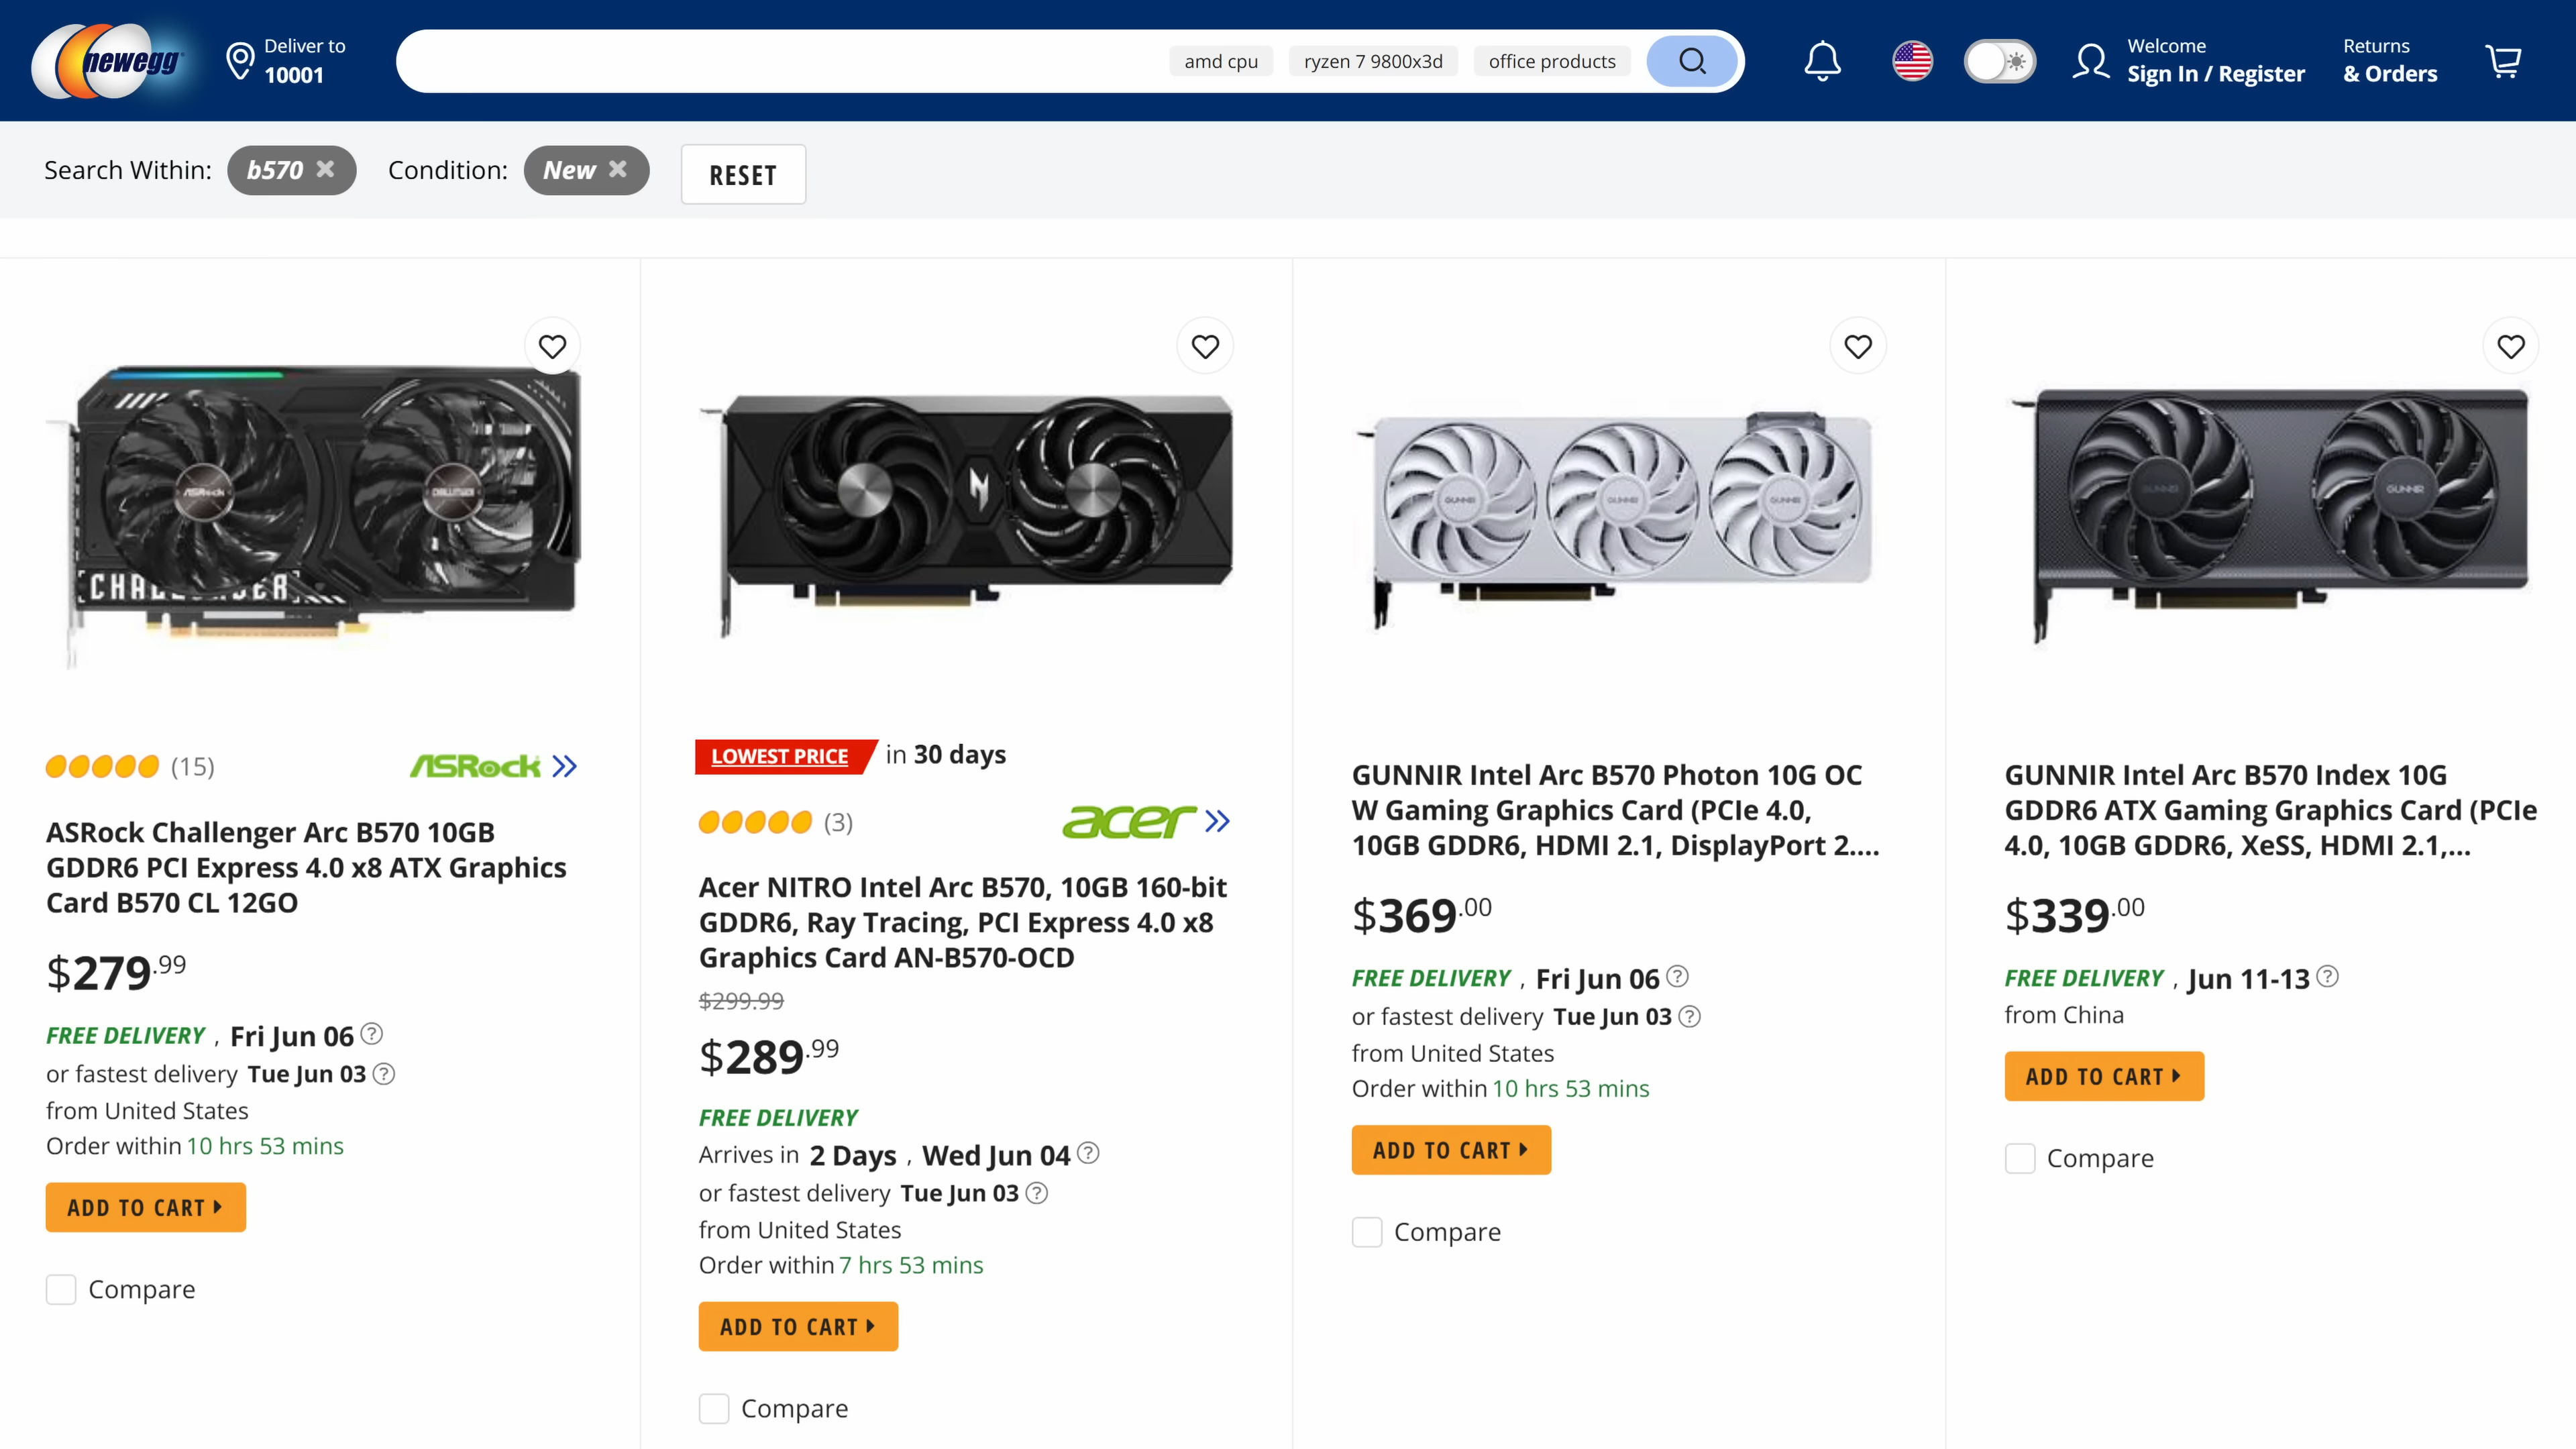 newegg
Deliver to
10001
amd cpu
ryzen 7 9800x3d
office products
Welcome
Sign In / Register
Returns
& Orders
Search Within:
b570
Condition:
New
RESET
ASRock
CHALLENGER
(15)
ASRock
ASRock Challenger Arc B570 10GB
GDDR6 PCI Express 4.0 x8 ATX Graphics
Card B570 CL 12GO
$279.99
FREE DELIVERY , Fri Jun 06
or fastest delivery Tue Jun 03
from United States
Order within 10 hrs 53 mins
ADD TO CART
Compare
LOWEST PRICE in 30 days
(3)
acer
Acer NITRO Intel Arc B570, 10GB 160-bit
GDDR6, Ray Tracing, PCI Express 4.0 x8
Graphics Card AN-B570-OCD
$299.99
$289.99
FREE DELIVERY
Arrives in 2 Days , Wed Jun 04
or fastest delivery Tue Jun 03
from United States
Order within 7 hrs 53 mins
ADD TO CART
Compare
GUNNIR
GUNNIR
GUNNIR
GUNNIR Intel Arc B570 Photon 10G OC
W Gaming Graphics Card (PCIe 4.0,
10GB GDDR6, HDMI 2.1, DisplayPort 2....
$369.00
FREE DELIVERY , Fri Jun 06
or fastest delivery Tue Jun 03
from United States
Order within 10 hrs 53 mins
ADD TO CART
Compare
GUNNIR
GUNNIR
GUNNIR Intel Arc B570 Index 10G
GDDR6 ATX Gaming Graphics Card (PCIe
4.0, 10GB GDDR6, XeSS, HDMI 2.1,...
$339.00
FREE DELIVERY , Jun 11-13
from China
ADD TO CART
Compare